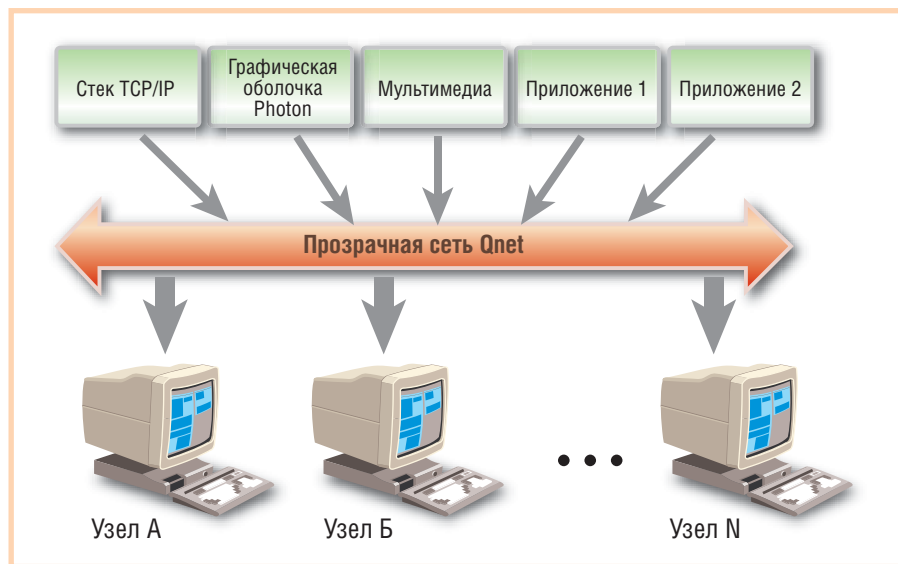 Стек TCP/IP
Графическая
оболочка
Photon
Мультимедиа
Приложение 1
Приложение 2
Прозрачная сеть Qnet
Узел А
Узел Б
Узел N